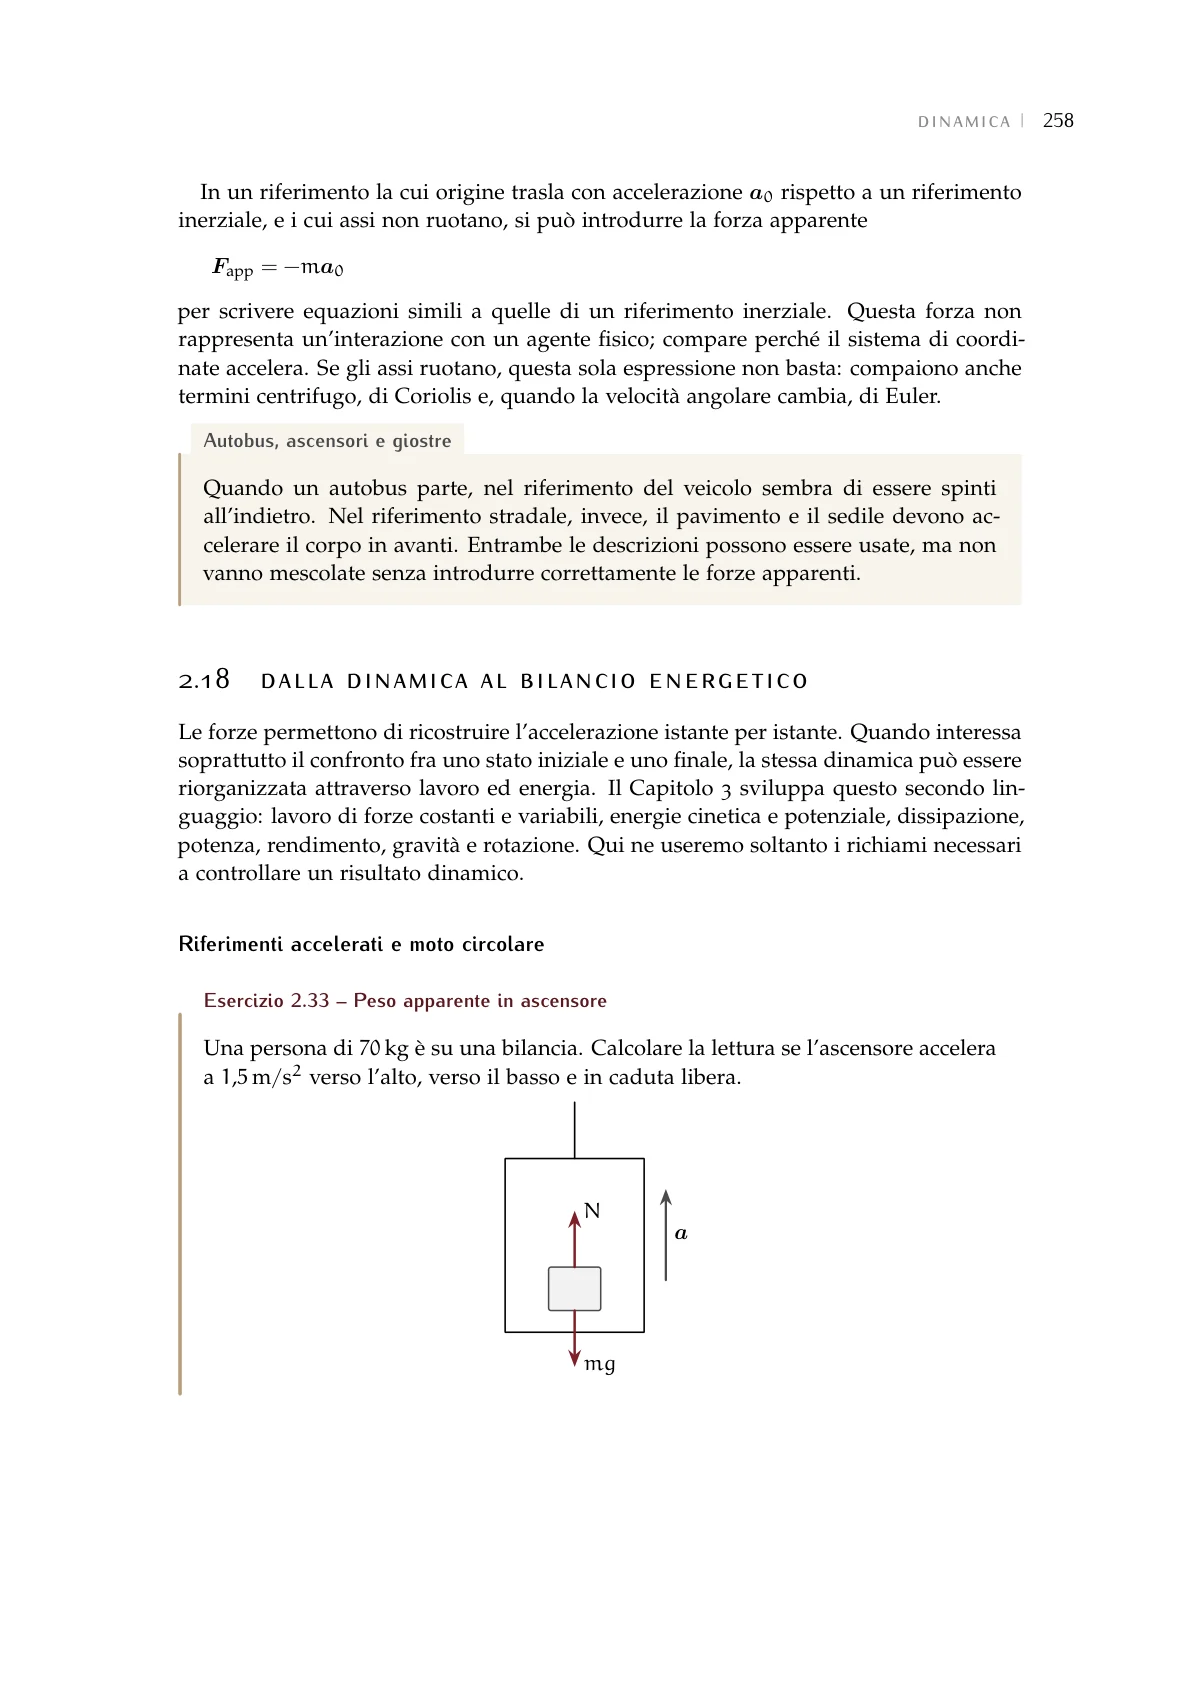 DINAMICA | 258
In un riferimento la cui origine trasla con accelerazione a₀ rispetto a un riferimento
inerziale, e i cui assi non ruotano, si può introdurre la forza apparente
F_app = −ma₀
per scrivere equazioni simili a quelle di un riferimento inerziale. Questa forza non
rappresenta un'interazione con un agente fisico; compare perché il sistema di coordi-
nate accelera. Se gli assi ruotano, questa sola espressione non basta: compaiono anche
termini centrifugo, di Coriolis e, quando la velocità angolare cambia, di Euler.
Autobus, ascensori e giostre
Quando un autobus parte, nel riferimento del veicolo sembra di essere spinti
all'indietro. Nel riferimento stradale, invece, il pavimento e il sedile devono ac-
celerare il corpo in avanti. Entrambe le descrizioni possono essere usate, ma non
vanno mescolate senza introdurre correttamente le forze apparenti.
2.18 DALLA DINAMICA AL BILANCIO ENERGETICO
Le forze permettono di ricostruire l'accelerazione istante per istante. Quando interessa
soprattutto il confronto fra uno stato iniziale e uno finale, la stessa dinamica può essere
riorganizzata attraverso lavoro ed energia. Il Capitolo 3 sviluppa questo secondo lin-
guaggio: lavoro di forze costanti e variabili, energie cinetica e potenziale, dissipazione,
potenza, rendimento, gravità e rotazione. Qui ne useremo soltanto i richiami necessari
a controllare un risultato dinamico.
Riferimenti accelerati e moto circolare
Esercizio 2.33 – Peso apparente in ascensore
Una persona di 70 kg è su una bilancia. Calcolare la lettura se l'ascensore accelera
a 1,5 m/s² verso l'alto, verso il basso e in caduta libera.
N
a
mg